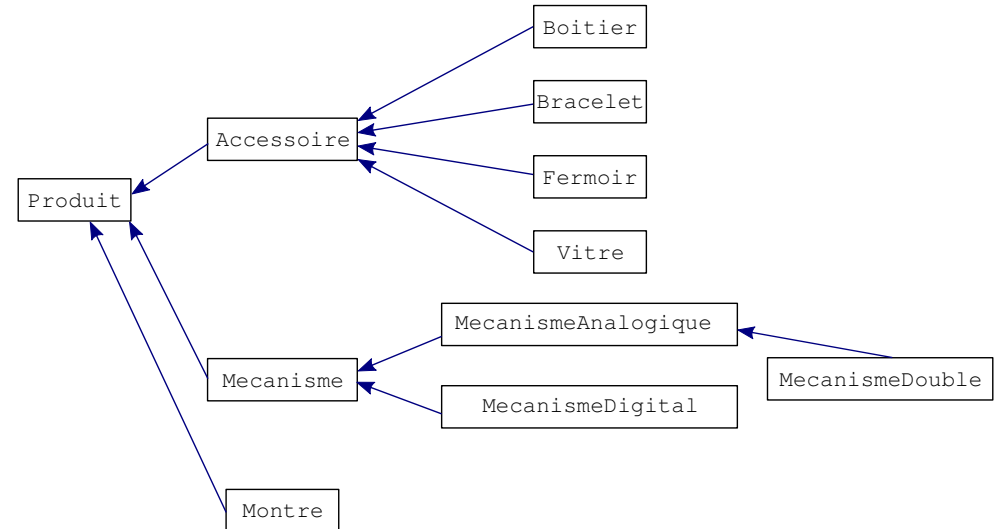 Boitier
Bracelet
Accessoire
Fermoir
Produit
Vitre
MecanismeAnalogique
Mecanisme
MecanismeDouble
MecanismeDigital
Montre